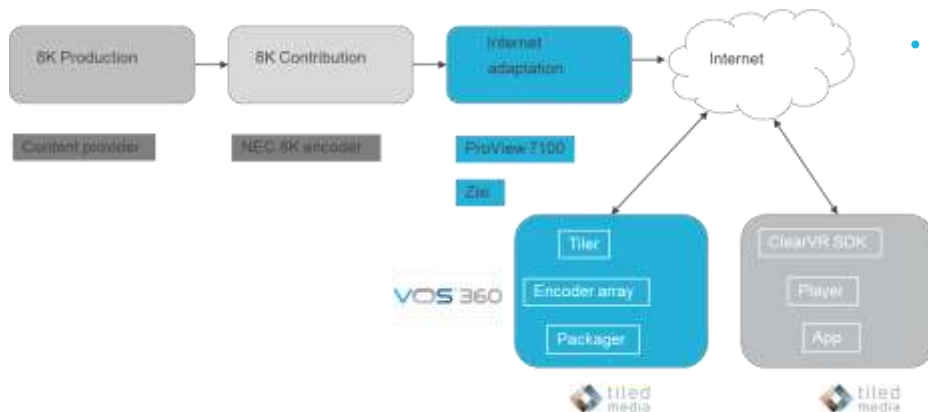 8K Production
8K Contribution
Internet
adaptation
Internet
Content provider
NEC 8K encoder
ProView 7100
Zixi
Tiler
Encoder array
Packager
VOS 360
ClearVR SDK
Player
App
tiled
media
tiled
media